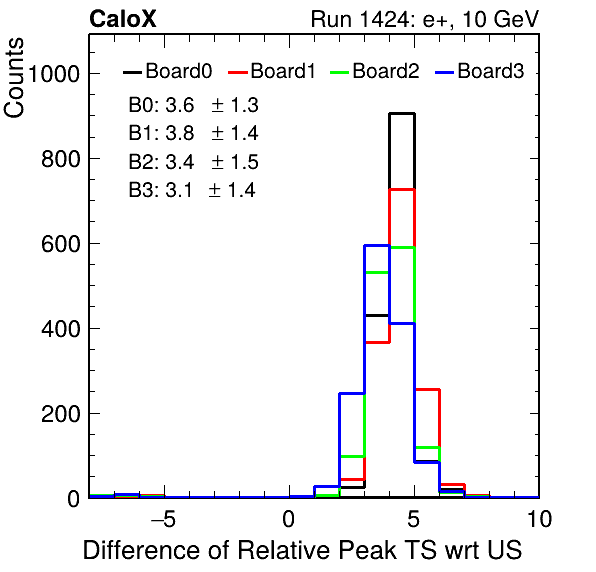 CaloX Run 1424: e+, 10 GeV
Counts
Board0 Board1 Board2 Board3
B0: 3.6 ± 1.3
B1: 3.8 ± 1.4
B2: 3.4 ± 1.5
B3: 3.1 ± 1.4
1000
800
600
400
200
0
−5 0 5 10
Difference of Relative Peak TS wrt US